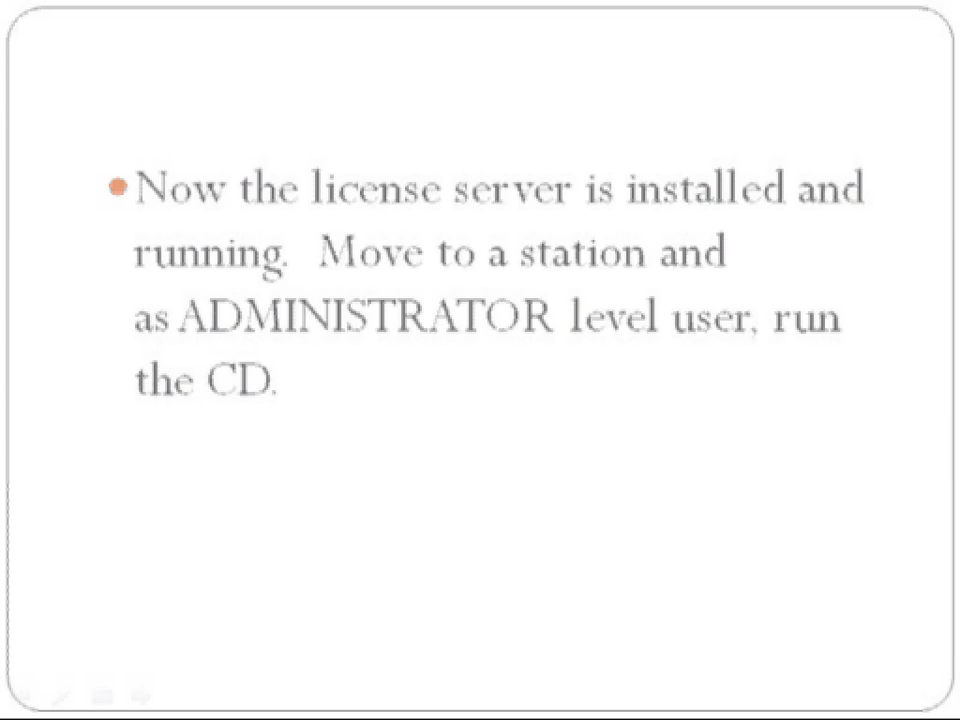 Now the license server is installed and
running.  Move to a station and
as ADMINISTRATOR level user, run
the CD.